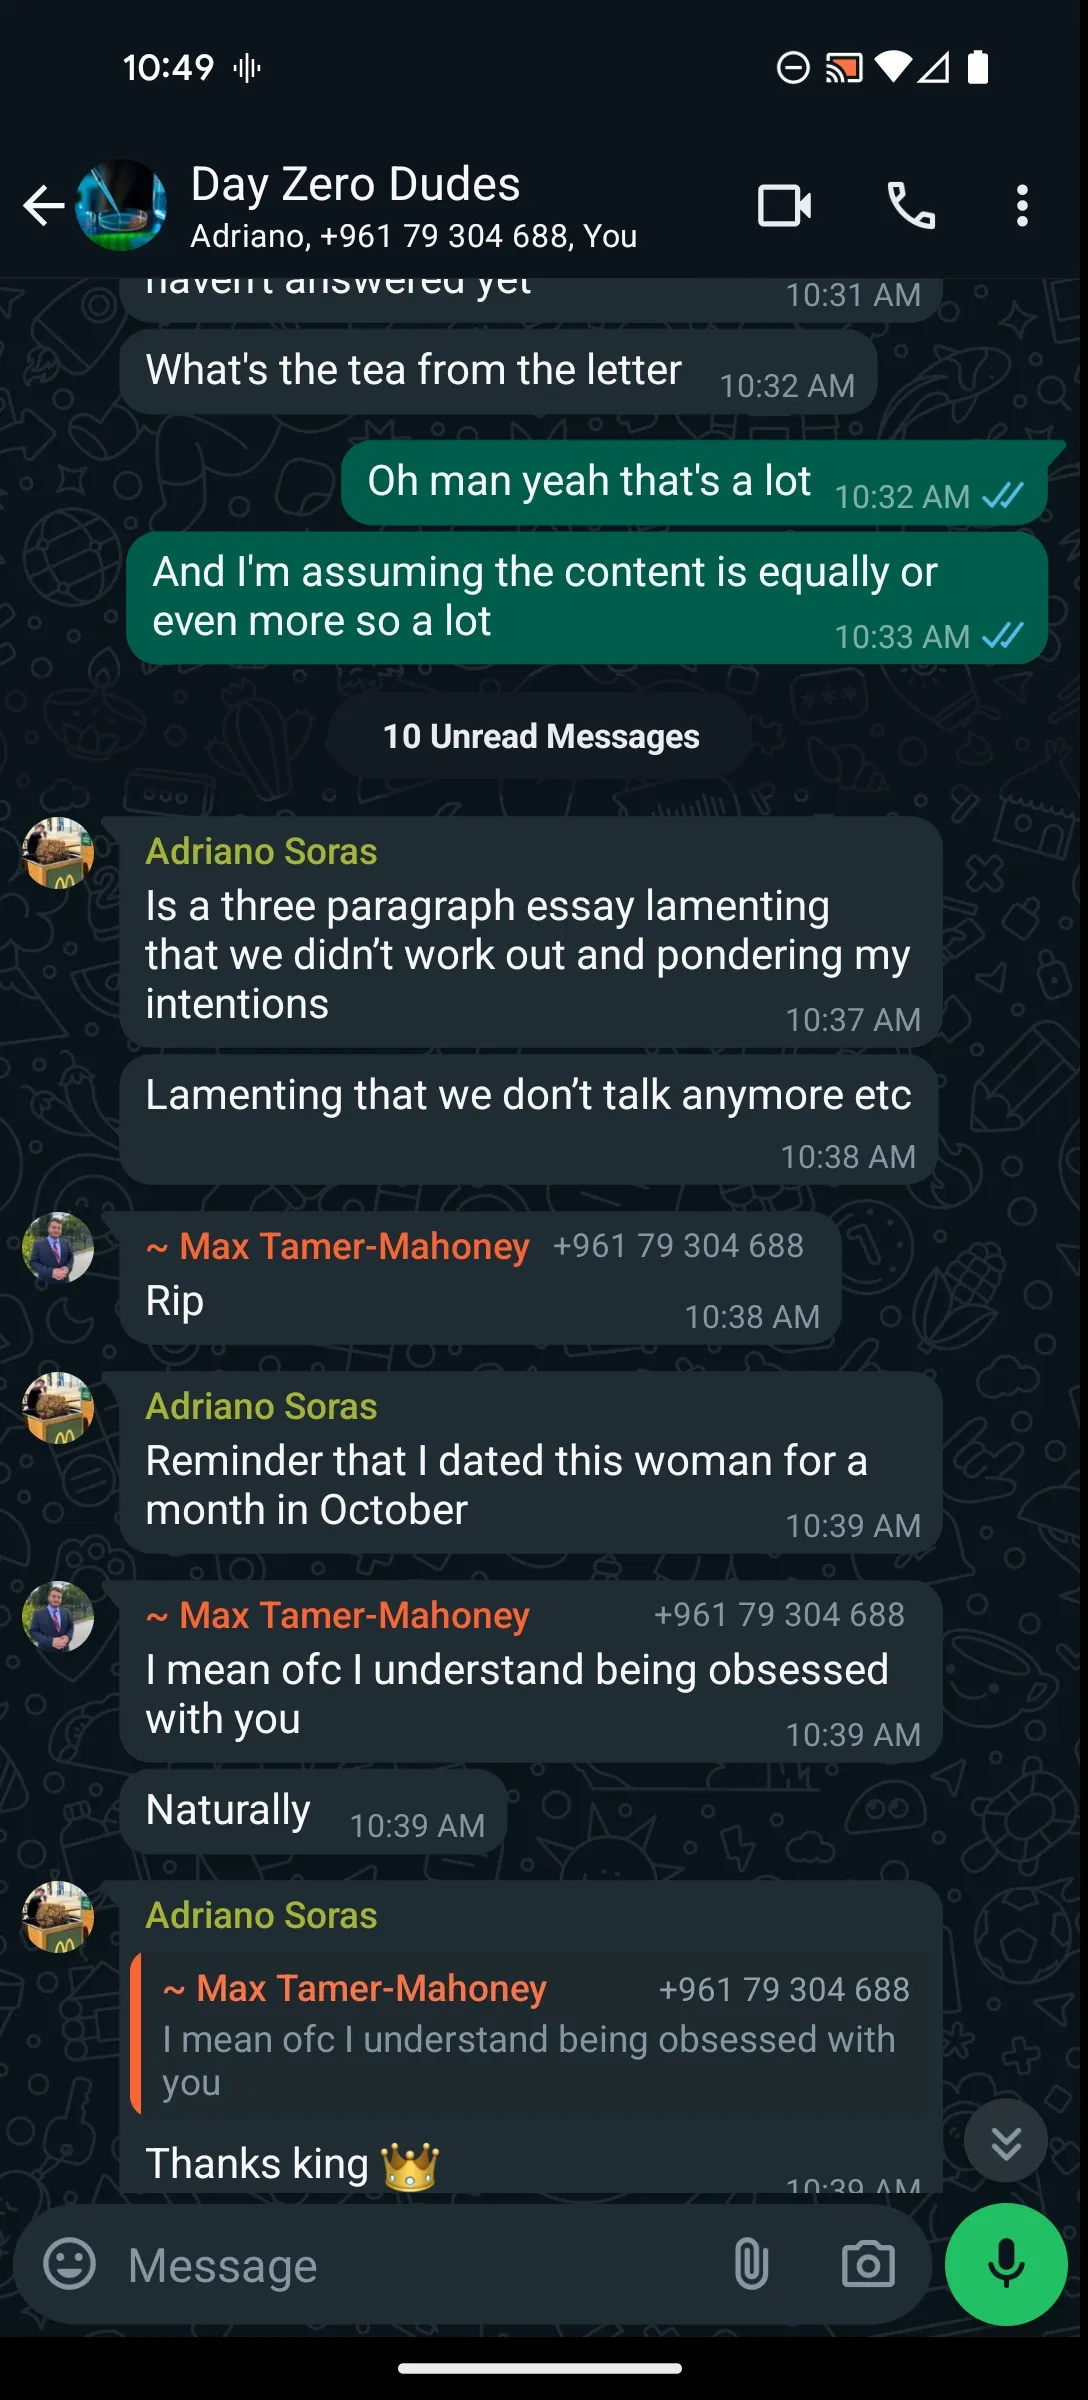 10:49
Day Zero Dudes
Adriano, +961 79 304 688, You
haven't answered yet
10:31 AM
What's the tea from the letter 10:32 AM
Oh man yeah that's a lot 10:32 AM
And I'm assuming the content is equally or
even more so a lot 10:33 AM
10 Unread Messages
Adriano Soras
Is a three paragraph essay lamenting
that we didn’t work out and pondering my
intentions 10:37 AM
Lamenting that we don’t talk anymore etc
10:38 AM
~ Max Tamer-Mahoney +961 79 304 688
Rip 10:38 AM
Adriano Soras
Reminder that I dated this woman for a
month in October 10:39 AM
~ Max Tamer-Mahoney +961 79 304 688
I mean ofc I understand being obsessed
with you 10:39 AM
Naturally 10:39 AM
Adriano Soras
~ Max Tamer-Mahoney +961 79 304 688
I mean ofc I understand being obsessed with
you
Thanks king 👑
10:39 AM
Message